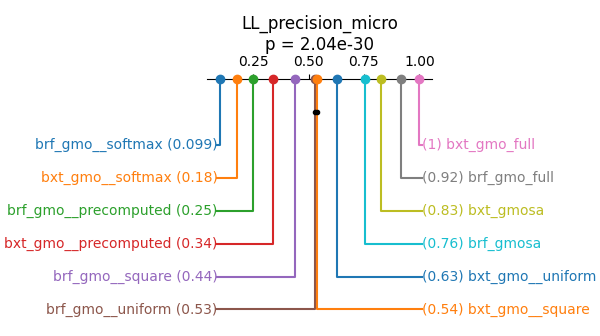 LL_precision_micro
p = 2.04e-30
0.25 0.50 0.75 1.00
brf_gmo__softmax (0.099) (1) bxt_gmo_full
bxt_gmo__softmax (0.18) (0.92) brf_gmo_full
brf_gmo__precomputed (0.25) (0.83) bxt_gmosa
bxt_gmo__precomputed (0.34) (0.76) brf_gmosa
brf_gmo__square (0.44) (0.63) bxt_gmo__uniform
brf_gmo__uniform (0.53) (0.54) bxt_gmo__square